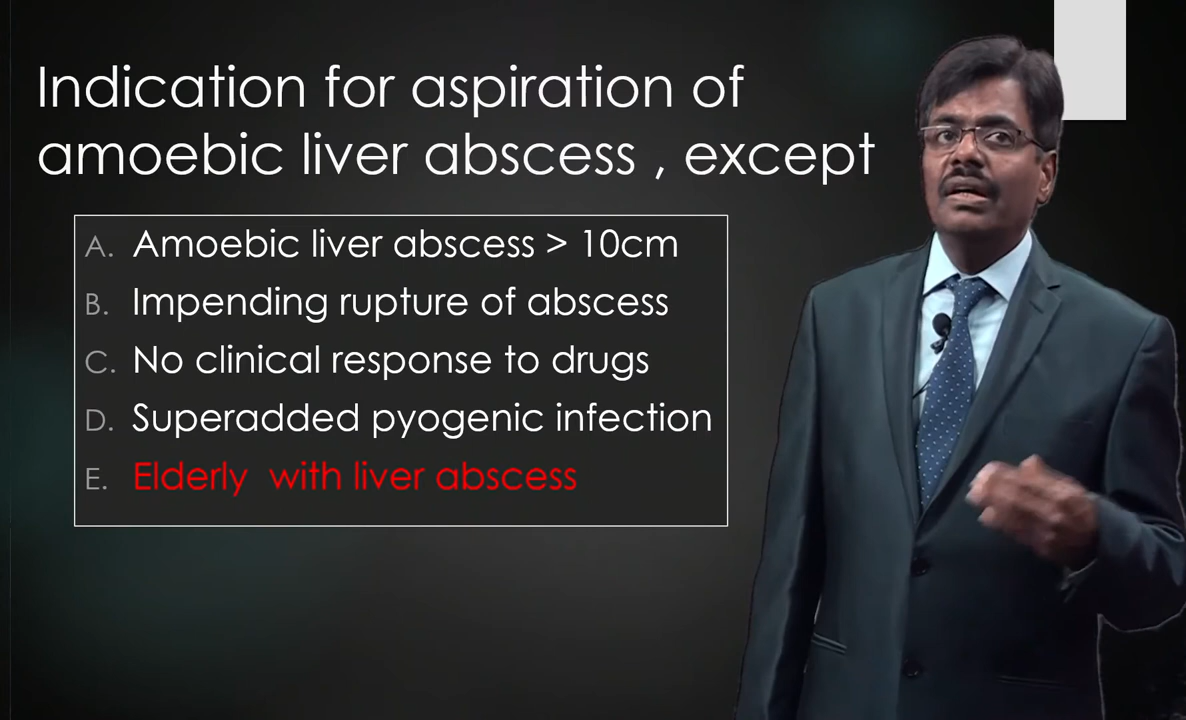 Indication for aspiration of
amoebic liver abscess , except
A. Amoebic liver abscess > 10cm
B. Impending rupture of abscess
C. No clinical response to drugs
D. Superadded pyogenic infection
E. Elderly with liver abscess